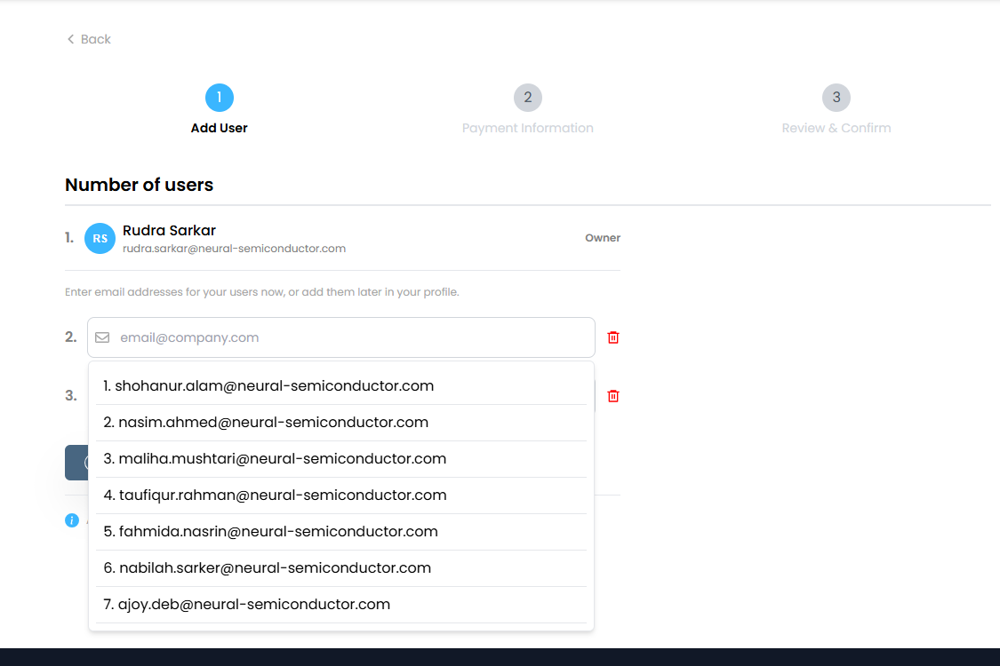 Back
1 2 3
Add User Payment Information Review & Confirm
Number of users
1. RS Rudra Sarkar Owner
rudra.sarkar@neural-semiconductor.com
Enter email addresses for your users now, or add them later in your profile.
2. email@company.com
1. shohanur.alam@neural-semiconductor.com
3.
2. nasim.ahmed@neural-semiconductor.com
3. maliha.mushtari@neural-semiconductor.com
4. taufiqur.rahman@neural-semiconductor.com
5. fahmida.nasrin@neural-semiconductor.com
6. nabilah.sarker@neural-semiconductor.com
7. ajoy.deb@neural-semiconductor.com